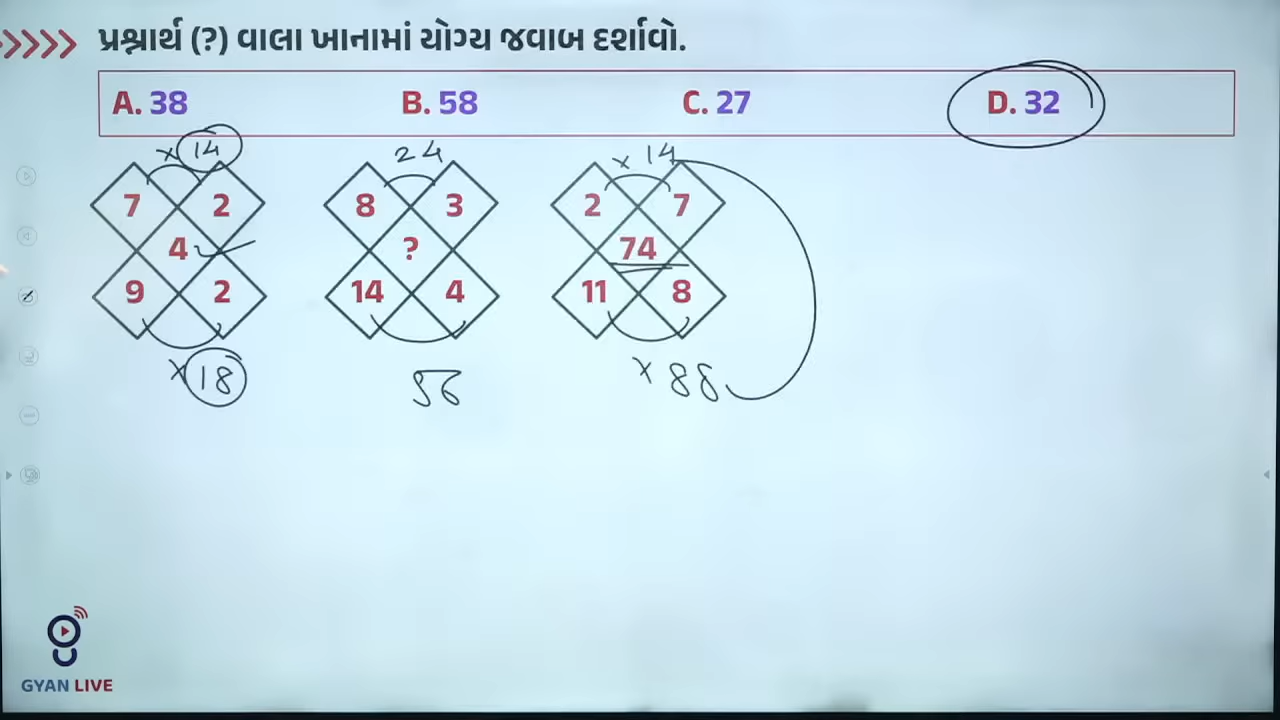 પ્રશ્નાર્થ (?) વાલા ખાનામાં યોગ્ય જવાબ દર્શાવો.
A. 38 B. 58 C. 27 D. 32
×14 24 ×14
7 2 8 3 2 7
4 ? 74
9 2 14 4 11 8
×18 56 ×88
GYAN LIVE